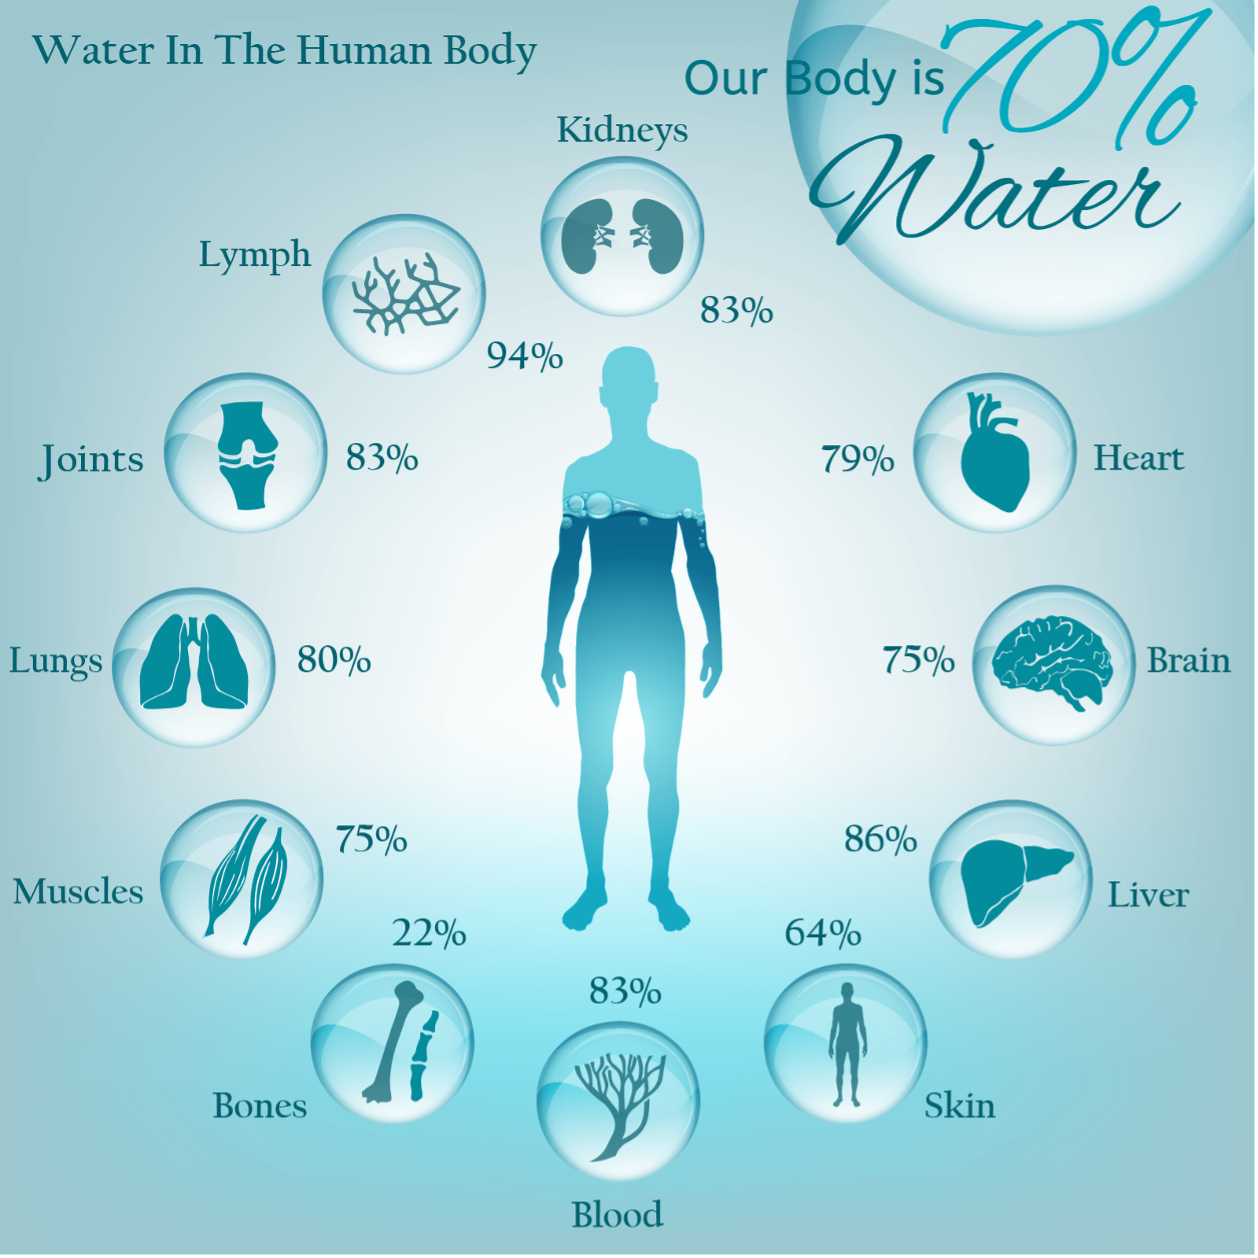 Water In The Human Body
Our Body is 70%
Water
Kidneys
83%
Lymph
94%
Joints
83%
79%
Heart
Lungs
80%
75%
Brain
Muscles
75%
86%
Liver
22%
Bones
83%
Blood
64%
Skin